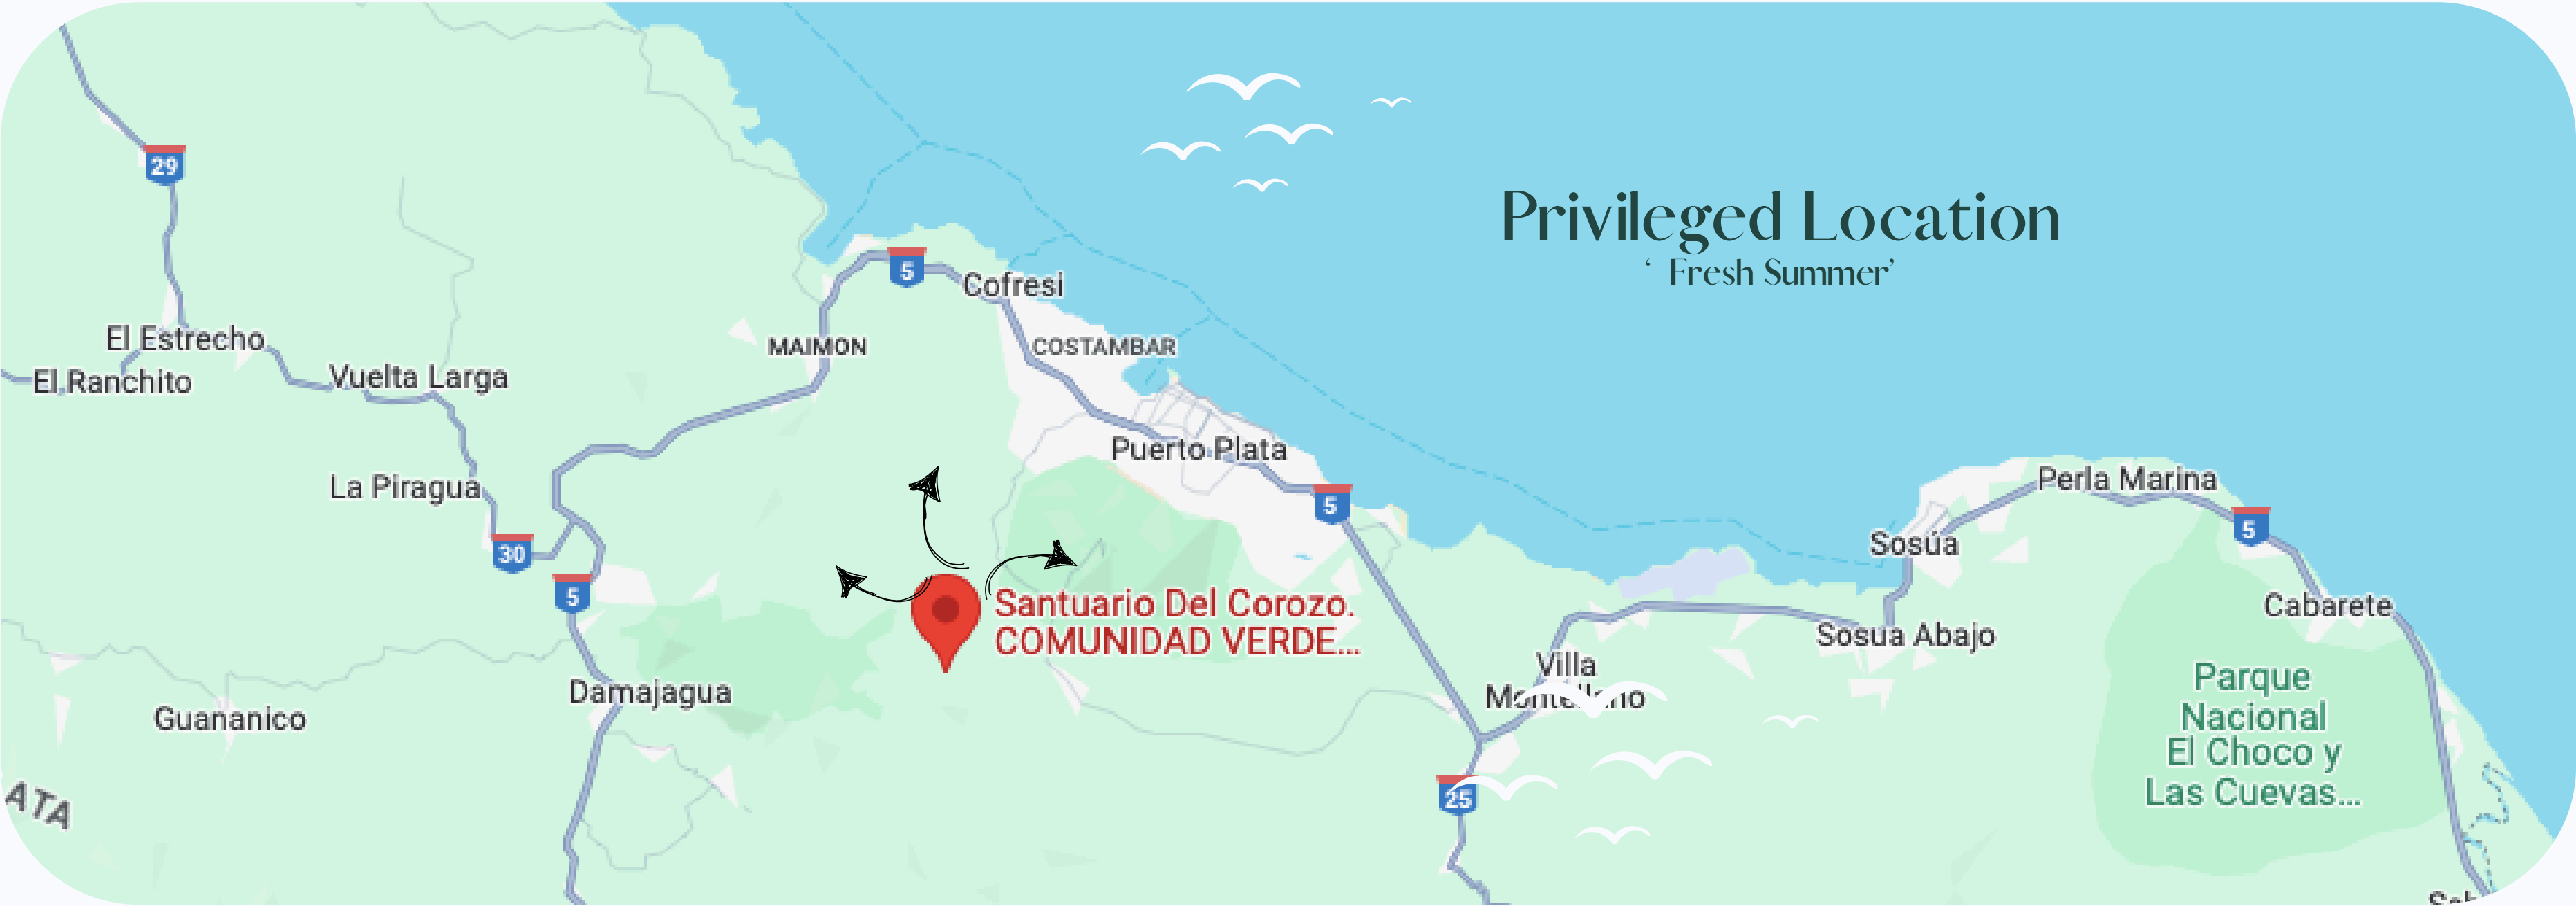 Privileged Location
‘ Fresh Summer’
29
5
Cofresi
El Estrecho
MAIMON
COSTAMBAR
El Ranchito
Vuelta Larga
Puerto Plata
La Piragua
5
Perla Marina
5
30
Sosúa
5
Santuario Del Corozo.
COMUNIDAD VERDE...
Cabarete
Sosua Abajo
Villa
Montellano
Damajagua
Guananico
Parque
Nacional
El Choco y
Las Cuevas...
ATA
25